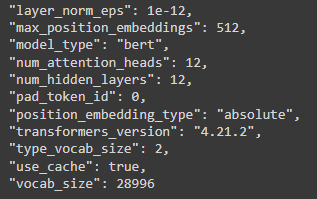 "layer_norm_eps": 1e-12,
"max_position_embeddings": 512,
"model_type": "bert",
"num_attention_heads": 12,
"num_hidden_layers": 12,
"pad_token_id": 0,
"position_embedding_type": "absolute",
"transformers_version": "4.21.2",
"type_vocab_size": 2,
"use_cache": true,
"vocab_size": 28996